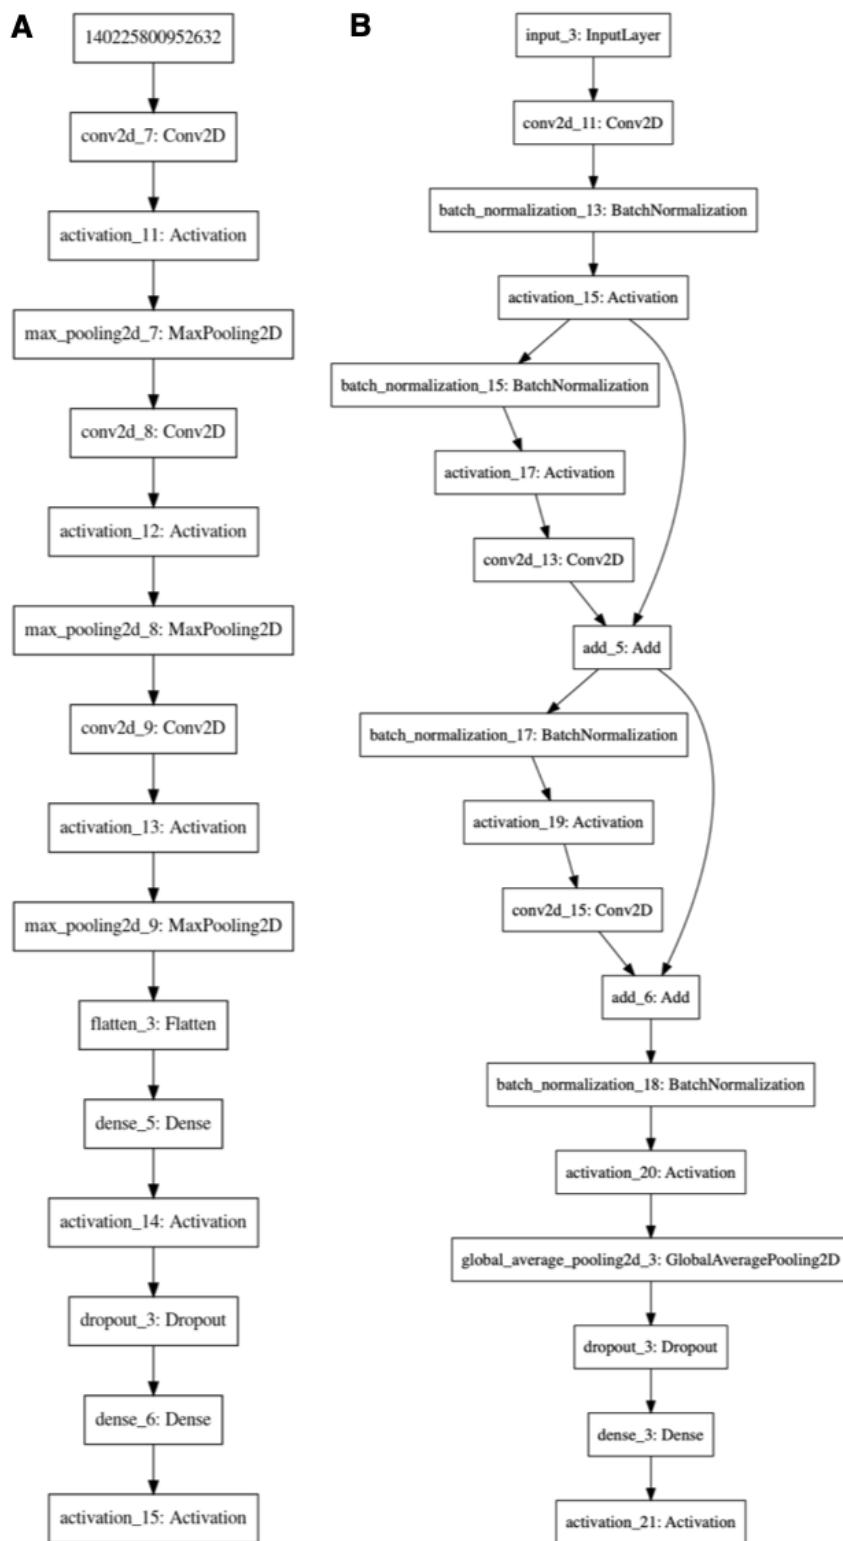 A
140225800952632
conv2d_7: Conv2D
activation_11: Activation
max_pooling2d_7: MaxPooling2D
conv2d_8: Conv2D
activation_12: Activation
max_pooling2d_8: MaxPooling2D
conv2d_9: Conv2D
activation_13: Activation
max_pooling2d_9: MaxPooling2D
flatten_3: Flatten
dense_5: Dense
activation_14: Activation
dropout_3: Dropout
dense_6: Dense
activation_15: Activation
B
input_3: InputLayer
conv2d_11: Conv2D
batch_normalization_13: BatchNormalization
activation_15: Activation
batch_normalization_15: BatchNormalization
activation_17: Activation
conv2d_13: Conv2D
add_5: Add
batch_normalization_17: BatchNormalization
activation_19: Activation
conv2d_15: Conv2D
add_6: Add
batch_normalization_18: BatchNormalization
activation_20: Activation
global_average_pooling2d_3: GlobalAveragePooling2D
dropout_3: Dropout
dense_3: Dense
activation_21: Activation